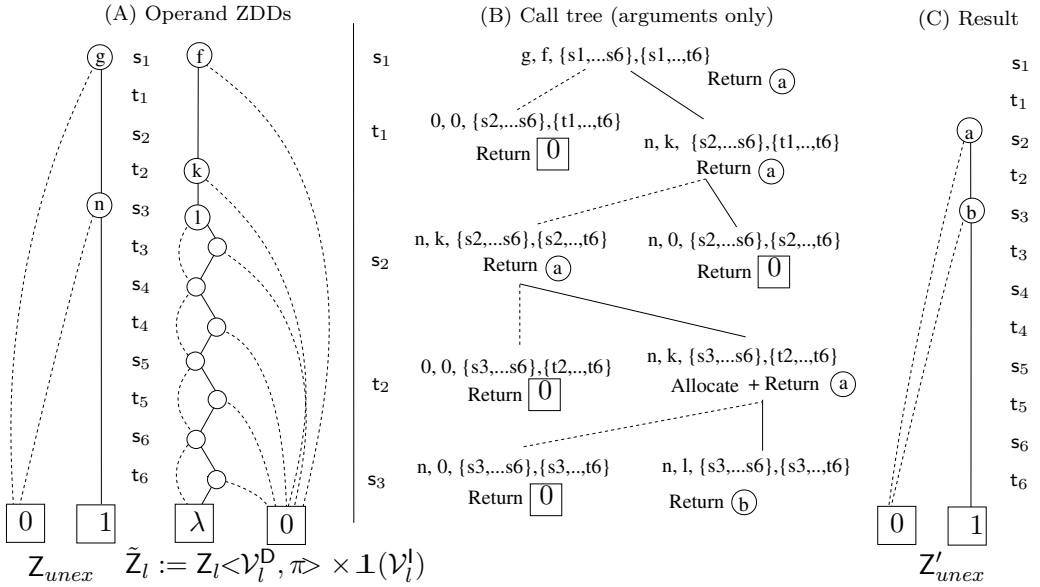 (A) Operand ZDDs
(B) Call tree (arguments only)
(C) Result
g
n
0
1
Z_unex
s₁
t₁
s₂
t₂
s₃
t₃
s₄
t₄
s₅
t₅
s₆
t₆
f
k
l
λ
0
Z̃_l := Z_l<𝒱_l^D, π> × ⫫(𝒱_l^I)
s₁
g, f, {s1,...s6},{s1,..,t6}
Return a
t₁
0, 0, {s2,...s6},{t1,..,t6}
Return 0
n, k, {s2,...s6},{t1,..,t6}
Return a
s₂
n, k, {s2,...s6},{s2,..,t6}
Return a
n, 0, {s2,...s6},{s2,..,t6}
Return 0
t₂
0, 0, {s3,...s6},{t2,..,t6}
Return 0
n, k, {s3,...s6},{t2,..,t6}
Allocate + Return a
s₃
n, 0, {s3,...s6},{s3,..,t6}
Return 0
n, l, {s3,...s6},{s3,..,t6}
Return b
a
b
0
1
Z′_unex
s₁
t₁
s₂
t₂
s₃
t₃
s₄
t₄
s₅
t₅
s₆
t₆